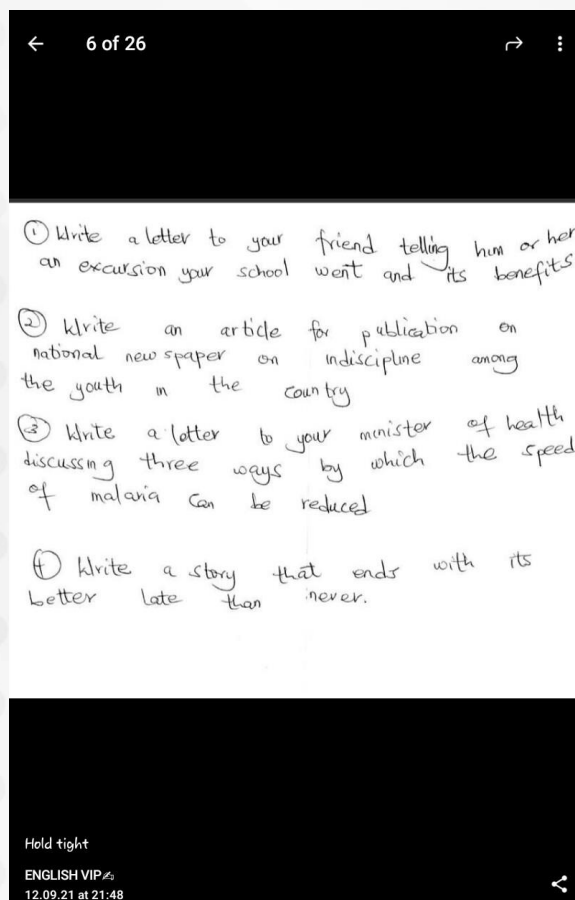 6 of 26
① Write a letter to your friend telling him or her
an excursion your school went and its benefits
② Write an article for publication on
national newspaper on indiscipline among
the youth in the country
③ Write a letter to your minister of health
discussing three ways by which the speed
of malaria can be reduced
④ Write a story that ends with its
better late than never.
Hold tight
ENGLISH VIP✍
12.09.21 at 21:48